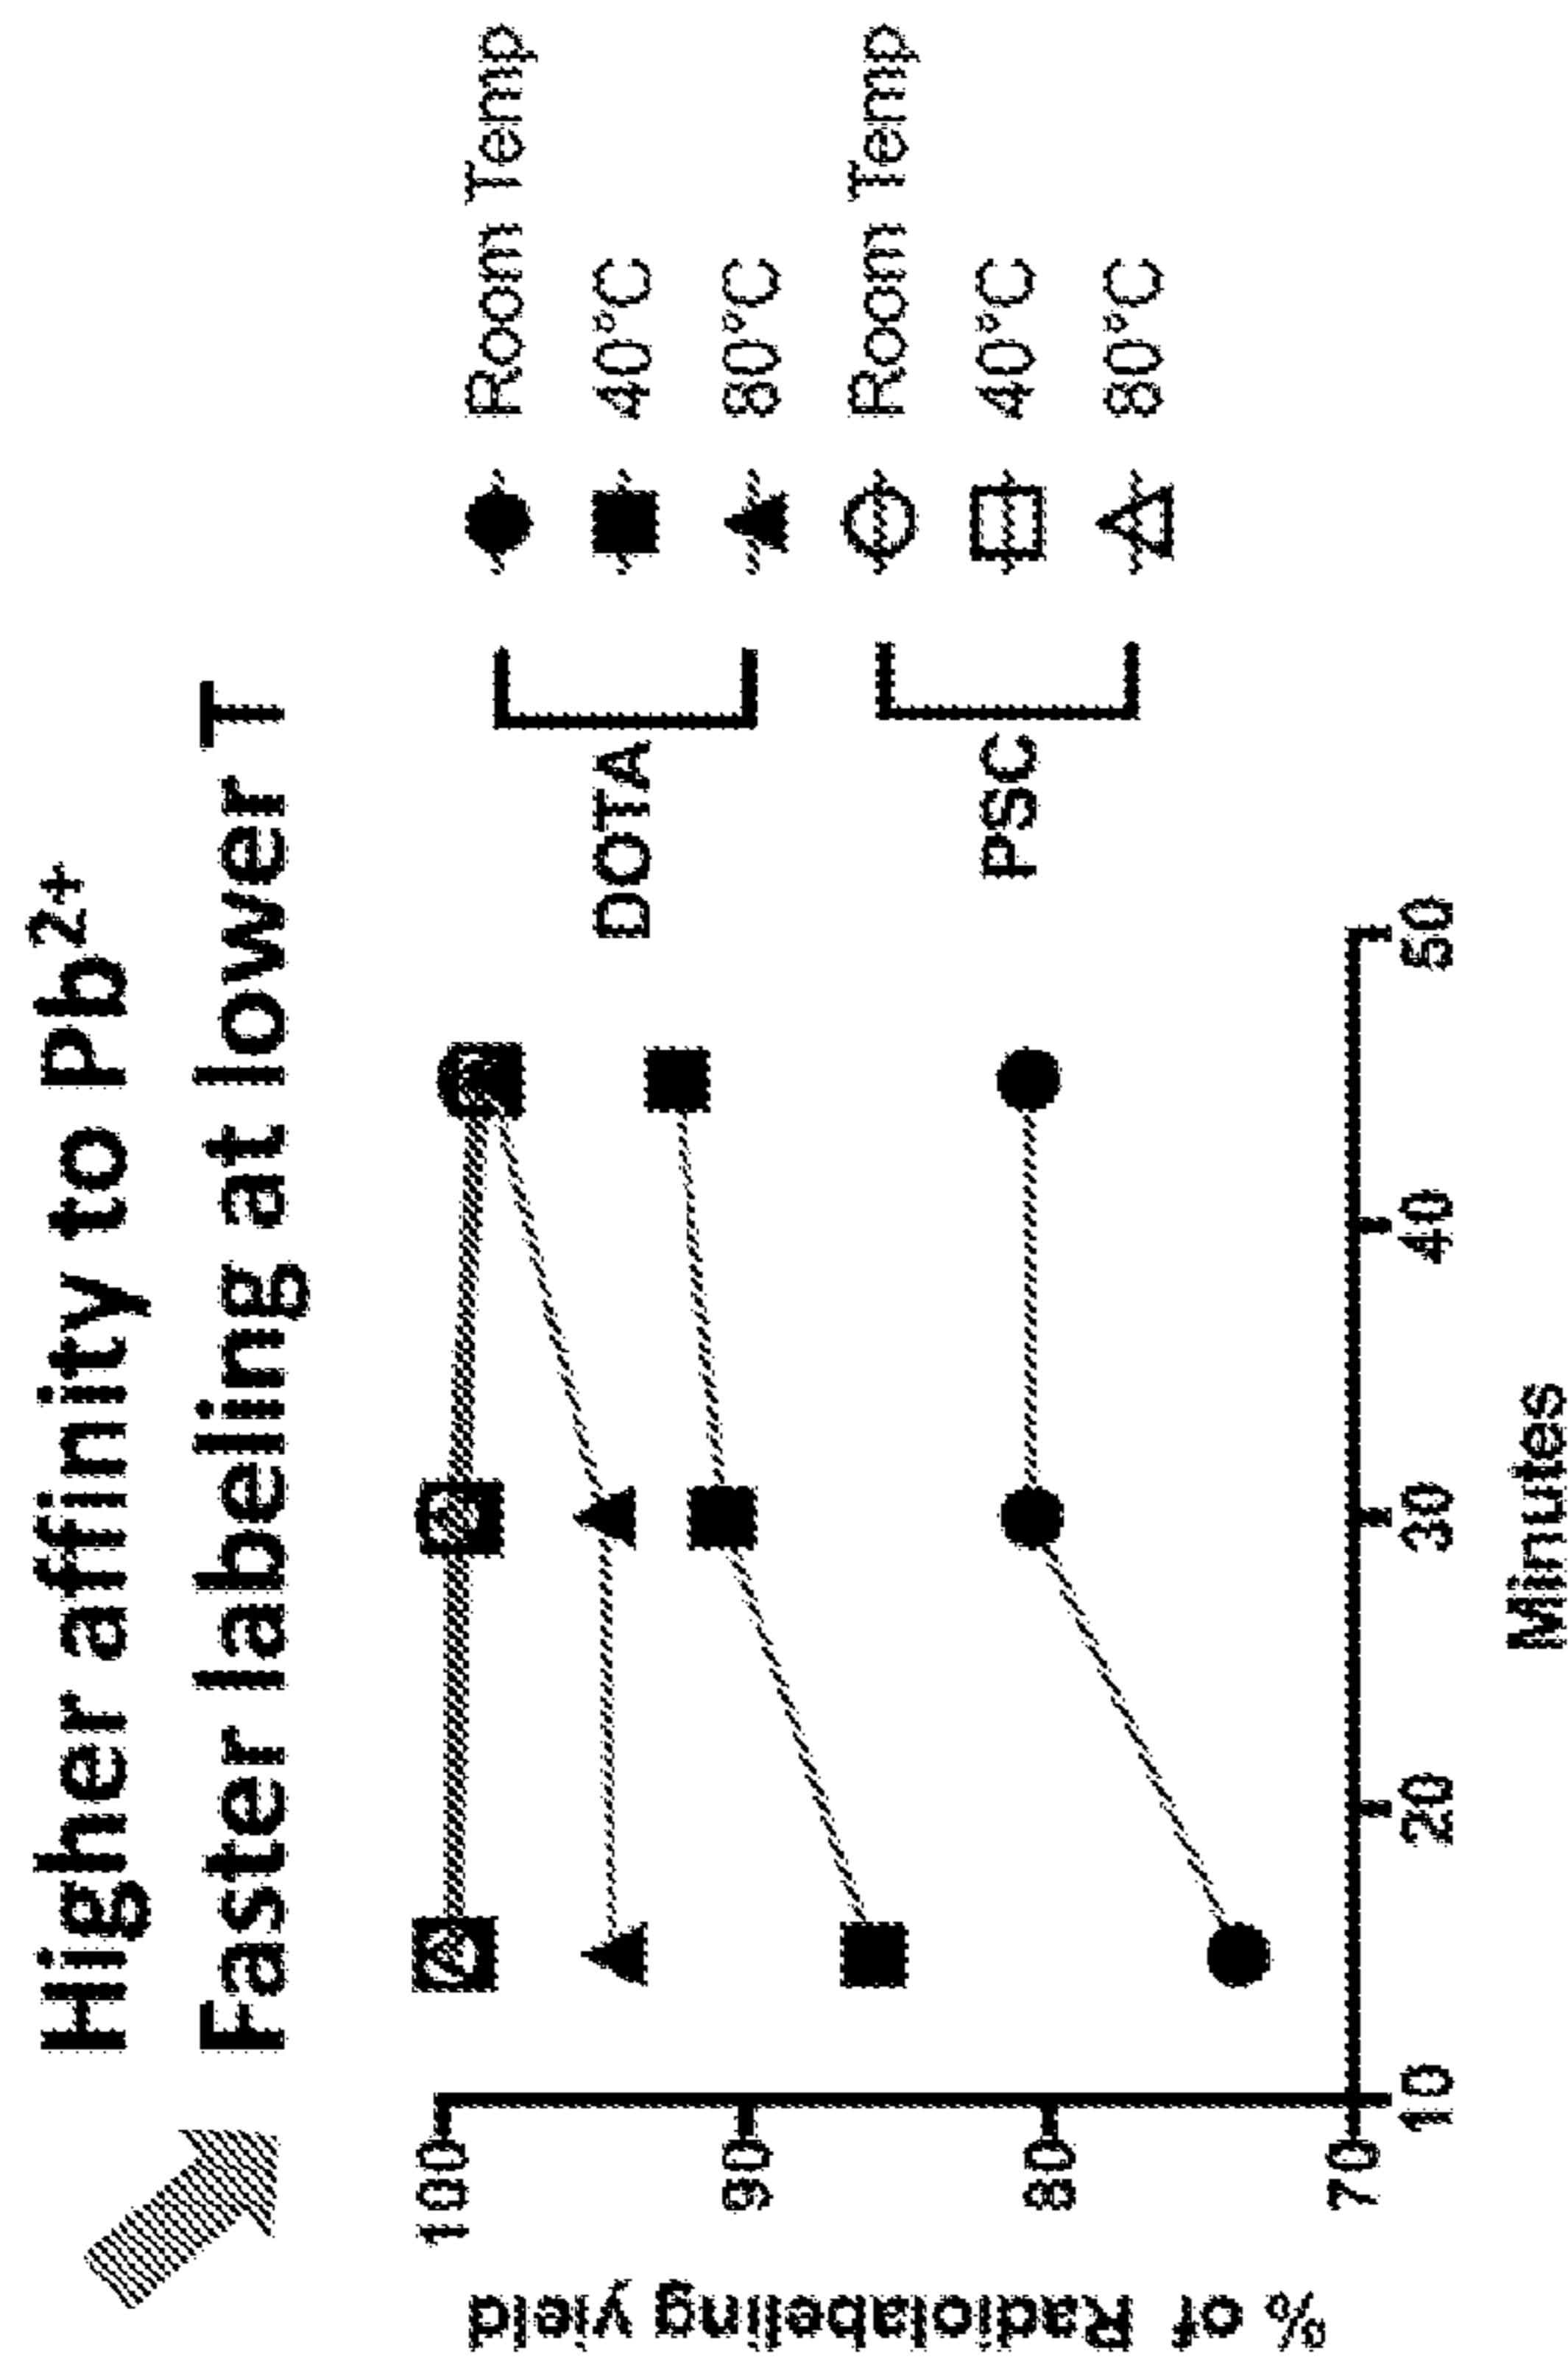 Higher affinity to Pb²⁺
Faster labeling at lower T
% of Radiolabeling yield
100
90
80
70
10
20
30
40
50
Minutes
DOTA
Room Temp
40°C
80°C
PSC
Room Temp
40°C
80°C